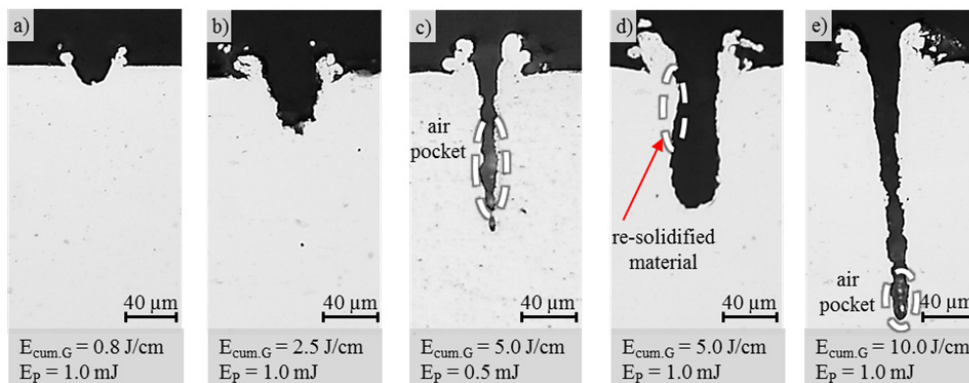 a)
b)
c)
d)
e)
air
pocket
re-solidified
material
air
pocket
40 µm
40 µm
40 µm
40 µm
40 µm
E_cum.G = 0.8 J/cm
E_P = 1.0 mJ
E_cum.G = 2.5 J/cm
E_P = 1.0 mJ
E_cum.G = 5.0 J/cm
E_P = 0.5 mJ
E_cum.G = 5.0 J/cm
E_P = 1.0 mJ
E_cum.G = 10.0 J/cm
E_P = 1.0 mJ